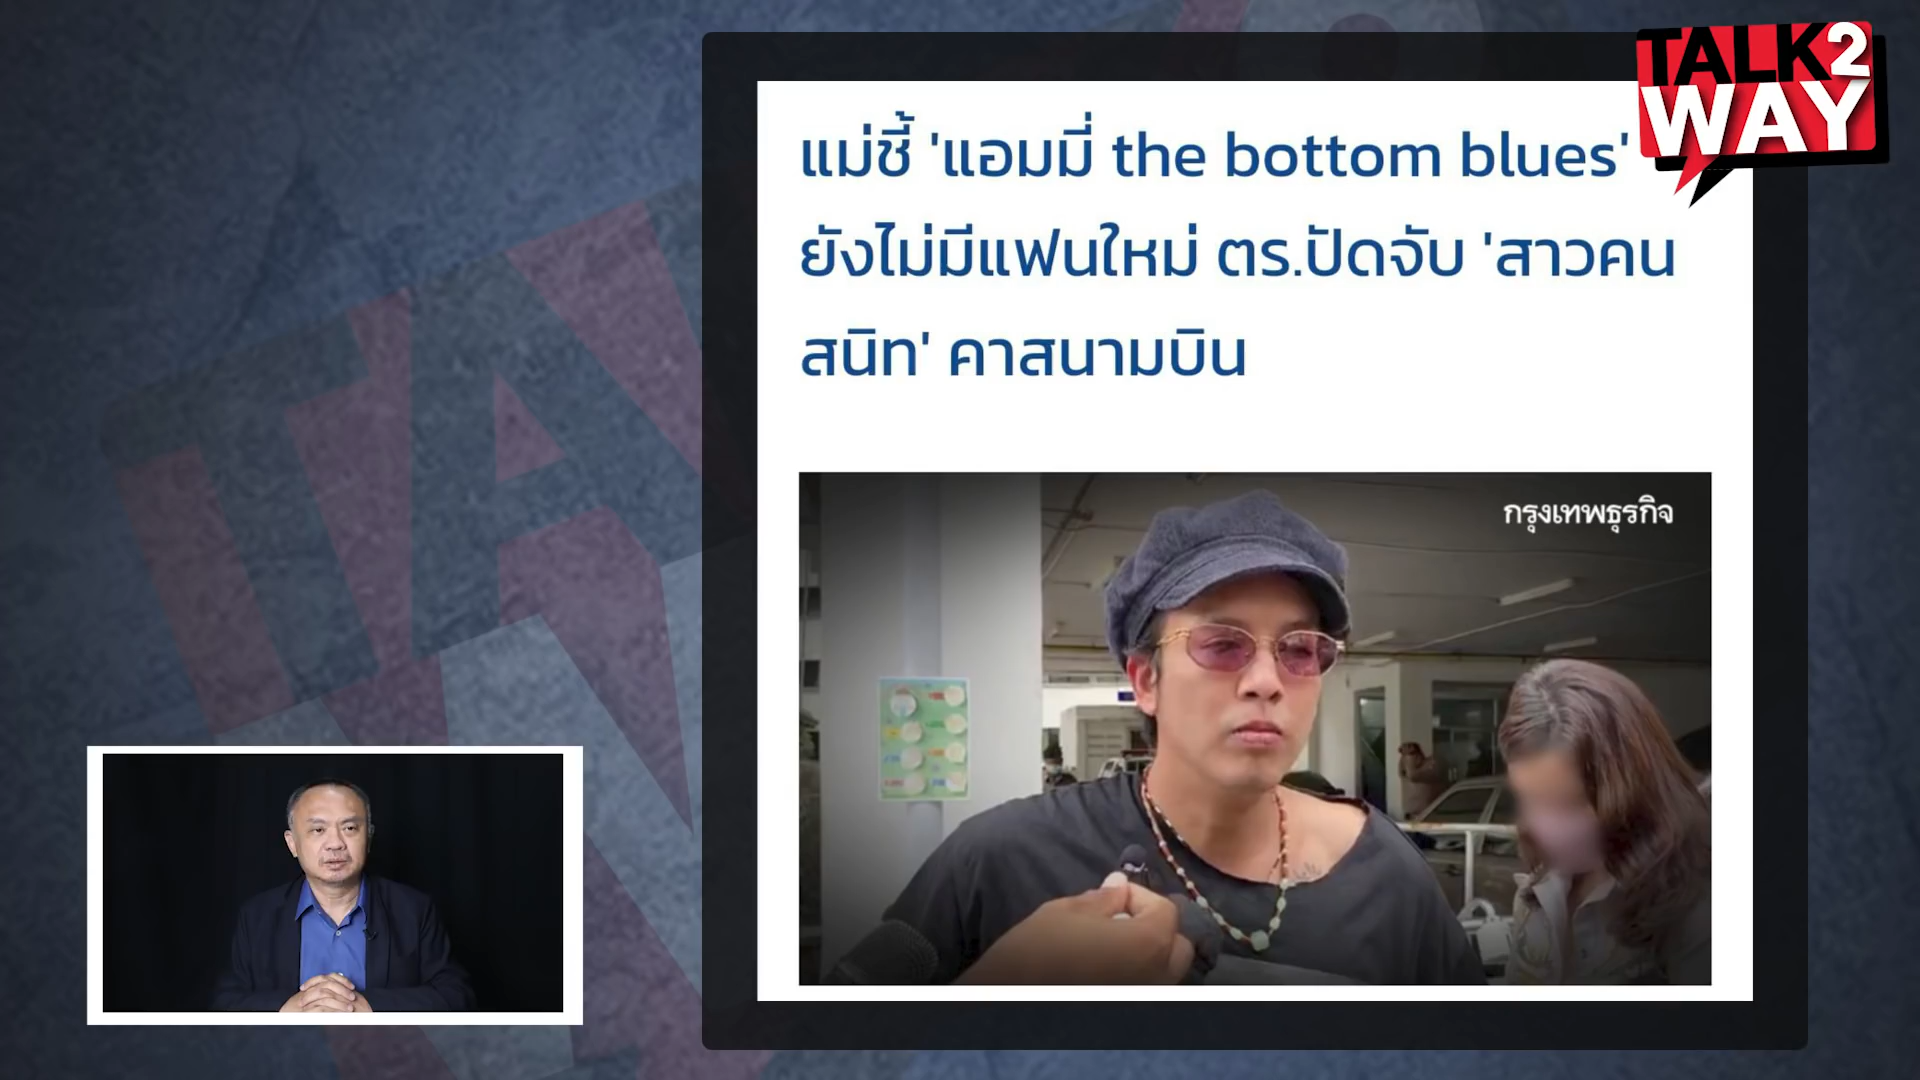 TALK2
WAY
แม่ชี้ 'แอมมี่ the bottom blues'
ยังไม่มีแฟนใหม่ ตร.ปัดจับ 'สาวคน
สนิท' คาสนามบิน
กรุงเทพธุรกิจ